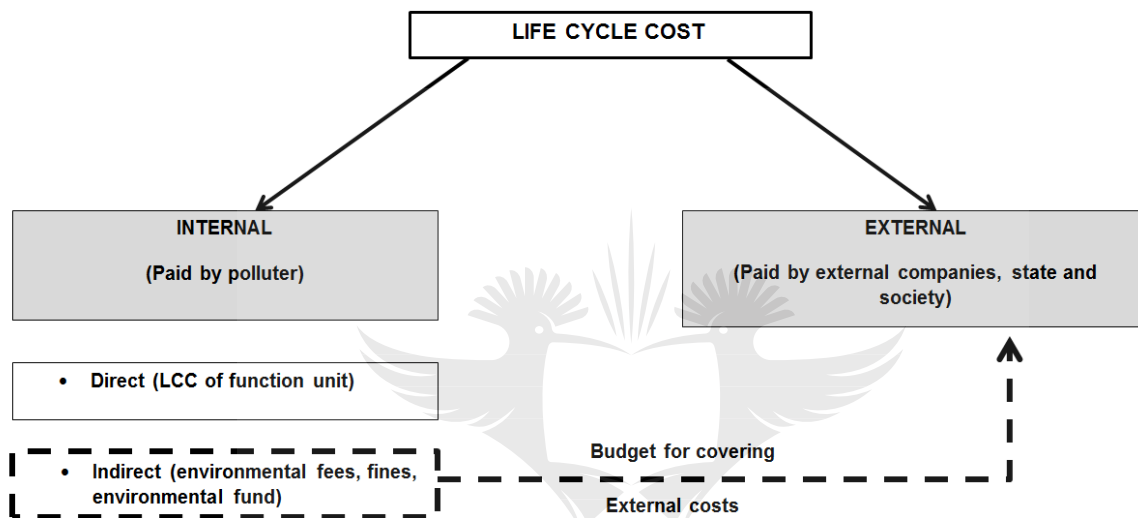 LIFE CYCLE COST
INTERNAL
(Paid by polluter)
EXTERNAL
(Paid by external companies, state and
society)
• Direct (LCC of function unit)
• Indirect (environmental fees, fines,
environmental fund)
Budget for covering
External costs